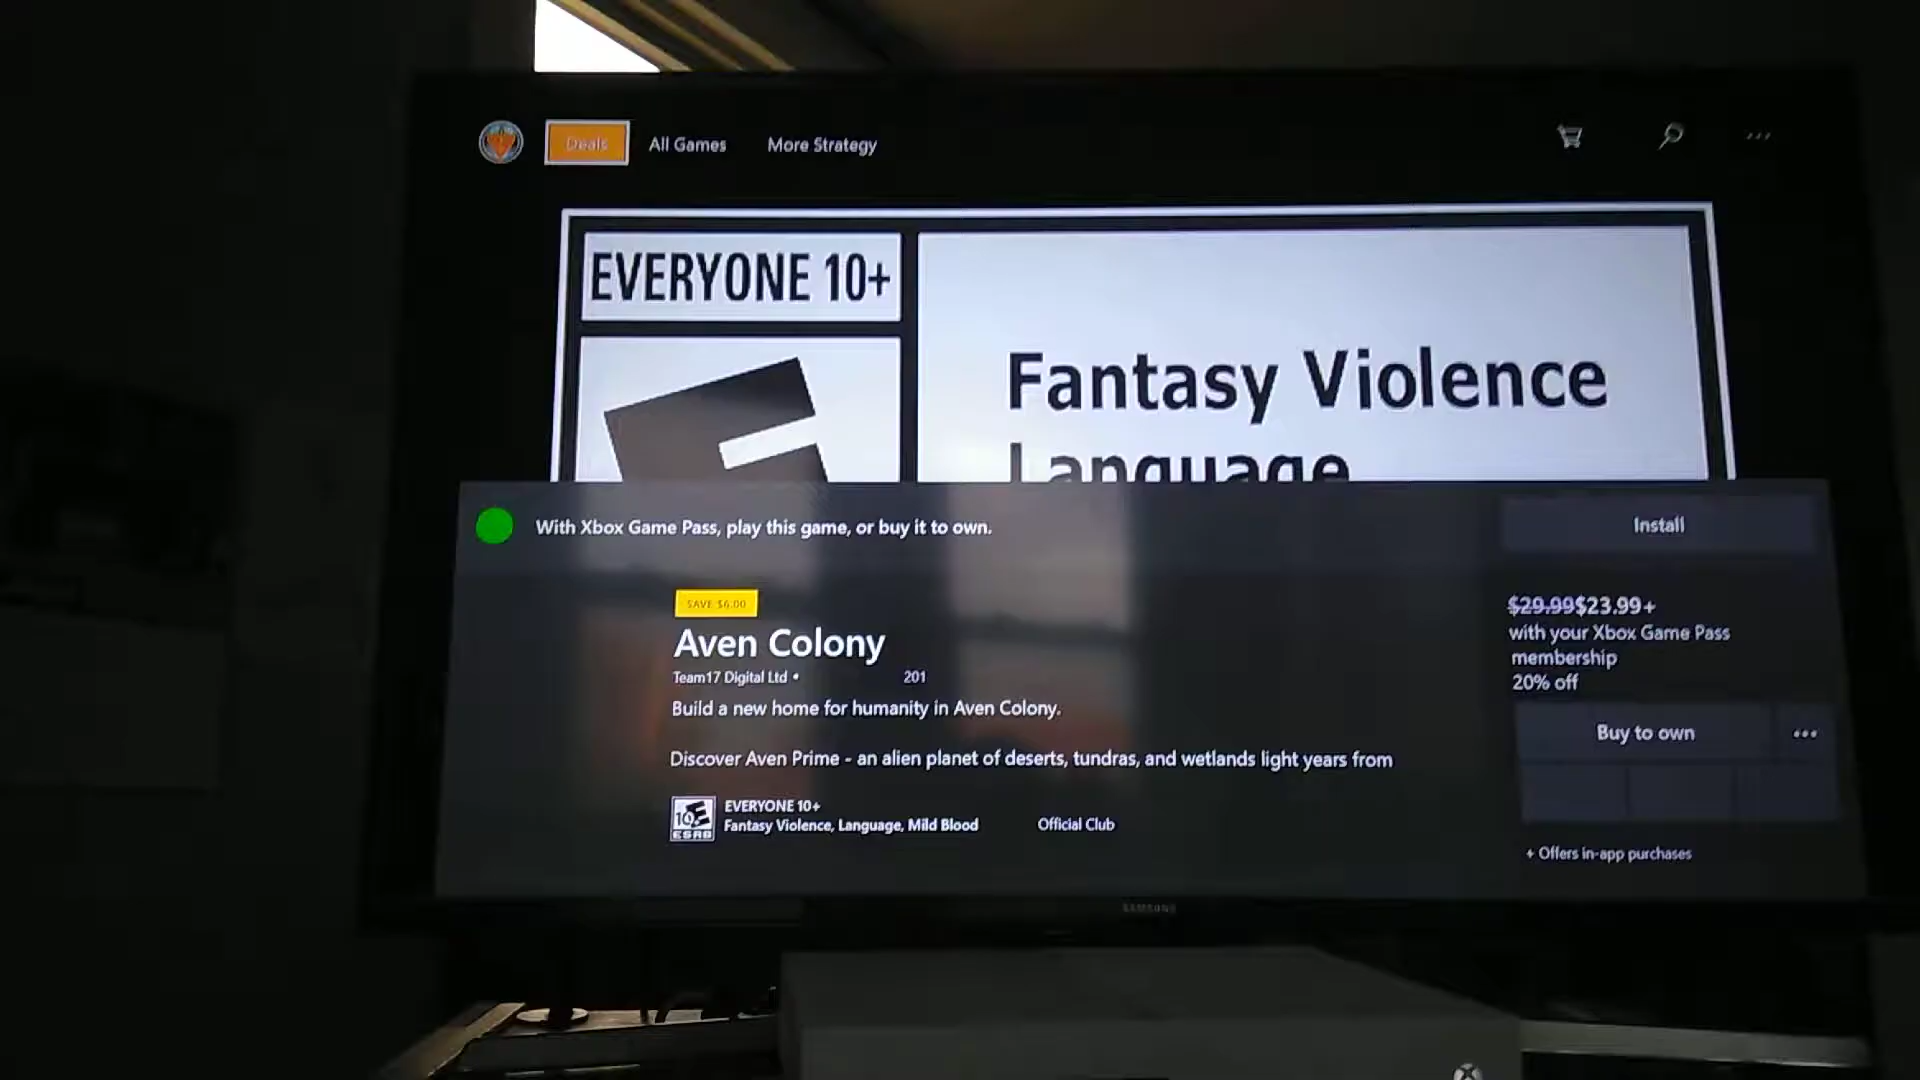 Deals
All Games
More Strategy
EVERYONE 10+
Fantasy Violence
Language
With Xbox Game Pass, play this game, or buy it to own.
Install
SAVE $6.00
Aven Colony
Team17 Digital Ltd •
201
Build a new home for humanity in Aven Colony.
Discover Aven Prime - an alien planet of deserts, tundras, and wetlands light years from
10
ESRB
EVERYONE 10+
Fantasy Violence, Language, Mild Blood
Official Club
$29.99$23.99+
with your Xbox Game Pass
membership
20% off
Buy to own
+ Offers in-app purchases
SAMSUNG